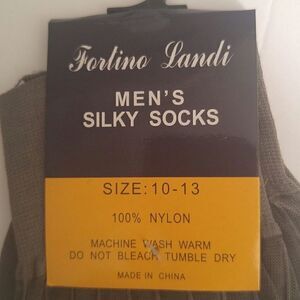 Fortino Landi
MEN'S
SILKY SOCKS
SIZE: 10-13
100% NYLON
MACHINE WASH WARM
DO NOT BLEACH TUMBLE DRY
MADE IN CHINA